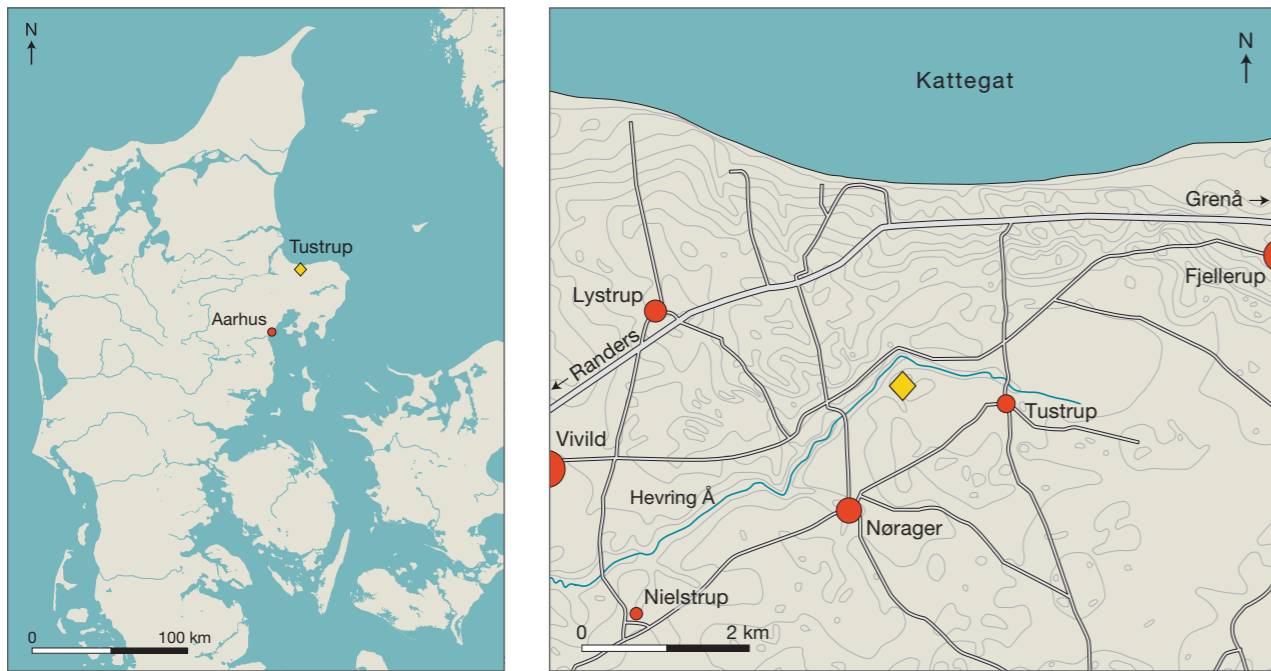 N
Tustrup
Aarhus
0 100 km
N
Kattegat
Grenå →
Fjellerup
Lystrup
← Randers
Tustrup
Vivild
Hevring Å
Nørager
Nielstrup
0 2 km